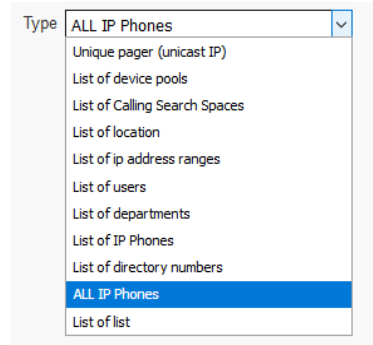 Type ALL IP Phones
Unique pager (unicast IP)
List of device pools
List of Calling Search Spaces
List of location
List of ip address ranges
List of users
List of departments
List of IP Phones
List of directory numbers
ALL IP Phones
List of list